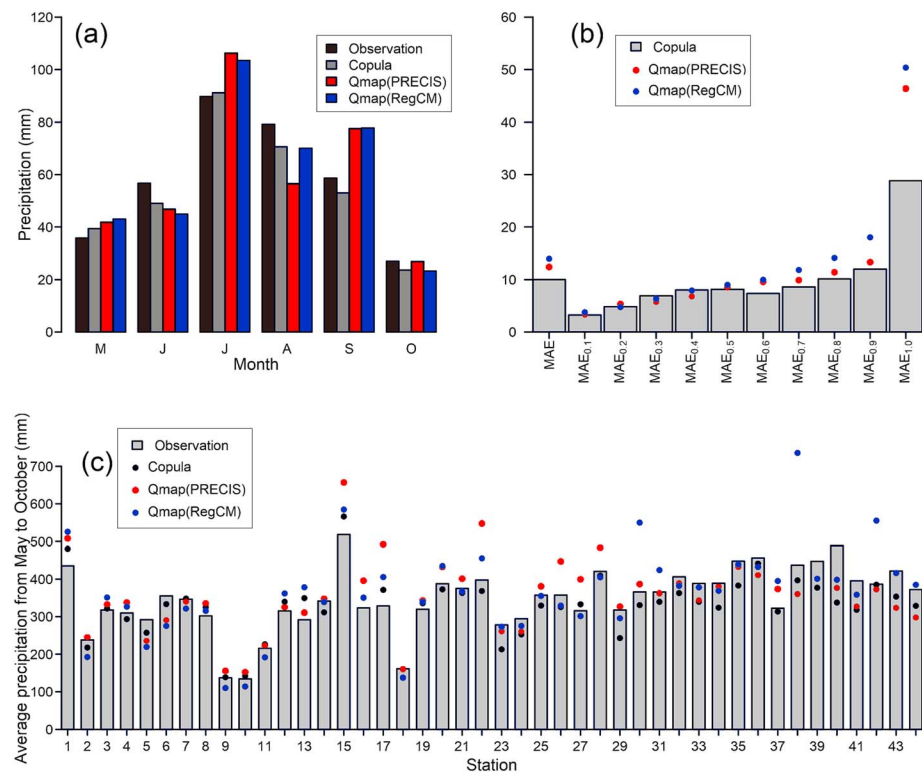 (a)
Observation
Copula
Qmap(PRECIS)
Qmap(RegCM)
Precipitation (mm)
120
100
80
60
40
20
0
M J J A S O
Month
(b)
Copula
Qmap(PRECIS)
Qmap(RegCM)
60
50
40
30
20
10
0
MAE
MAE0.1
MAE0.2
MAE0.3
MAE0.4
MAE0.5
MAE0.6
MAE0.7
MAE0.8
MAE0.9
MAE1.0
(c)
Observation
Copula
Qmap(PRECIS)
Qmap(RegCM)
Average precipitation from May to October (mm)
700
600
500
400
300
200
100
0
1 2 3 4 5 6 7 8 9 11 13 15 17 19 21 23 25 27 29 31 33 35 37 39 41 43
Station